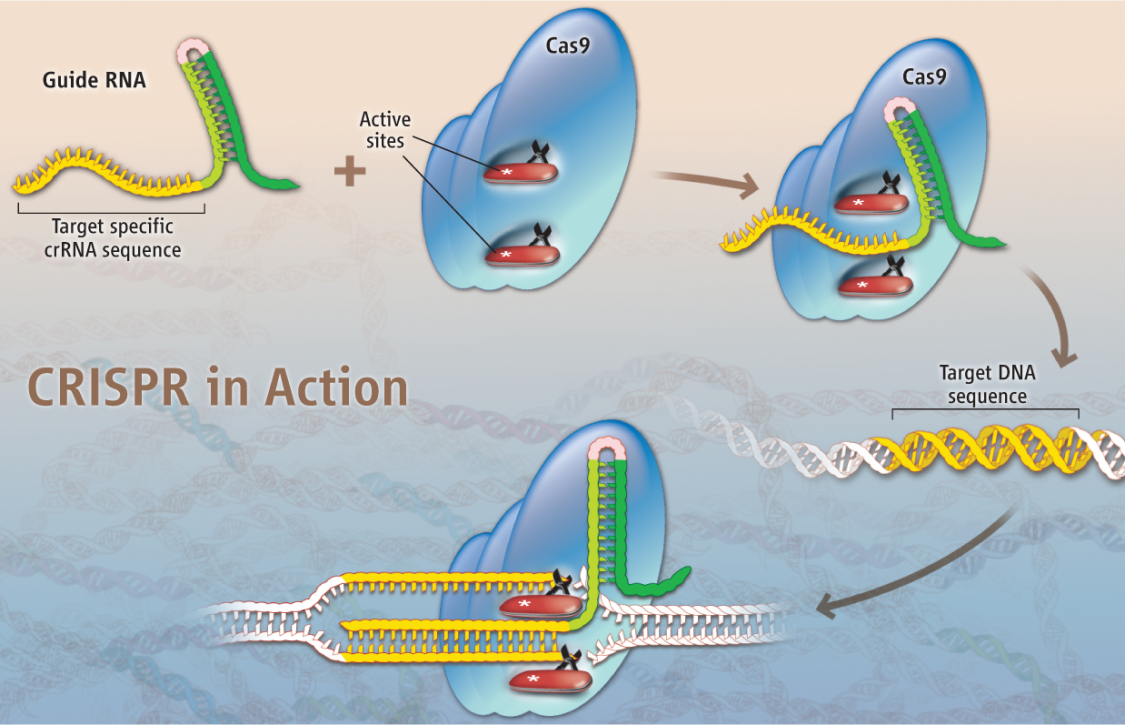 Cas9
Guide RNA
Active
sites
*
*
+
Target specific
crRNA sequence
Cas9
*
*
CRISPR in Action
Target DNA
sequence
*
*